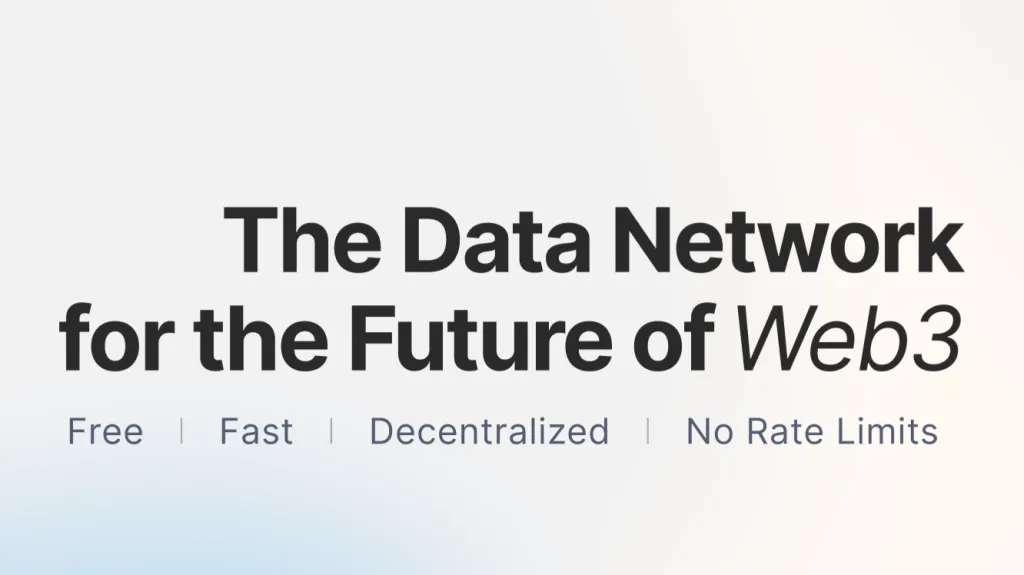 The Data Network
for the Future of Web3
Free | Fast | Decentralized | No Rate Limits